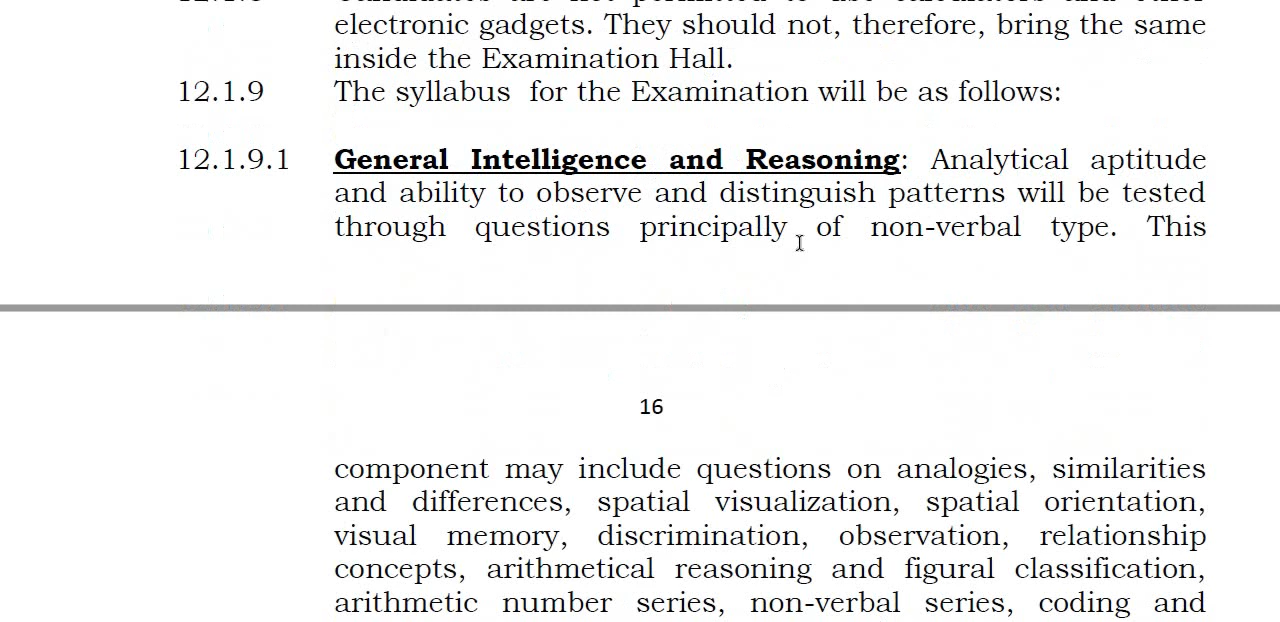 electronic gadgets. They should not, therefore, bring the same
inside the Examination Hall.
12.1.9 The syllabus for the Examination will be as follows:
12.1.9.1 General Intelligence and Reasoning: Analytical aptitude
and ability to observe and distinguish patterns will be tested
through questions principally of non-verbal type. This
16
component may include questions on analogies, similarities
and differences, spatial visualization, spatial orientation,
visual memory, discrimination, observation, relationship
concepts, arithmetical reasoning and figural classification,
arithmetic number series, non-verbal series, coding and